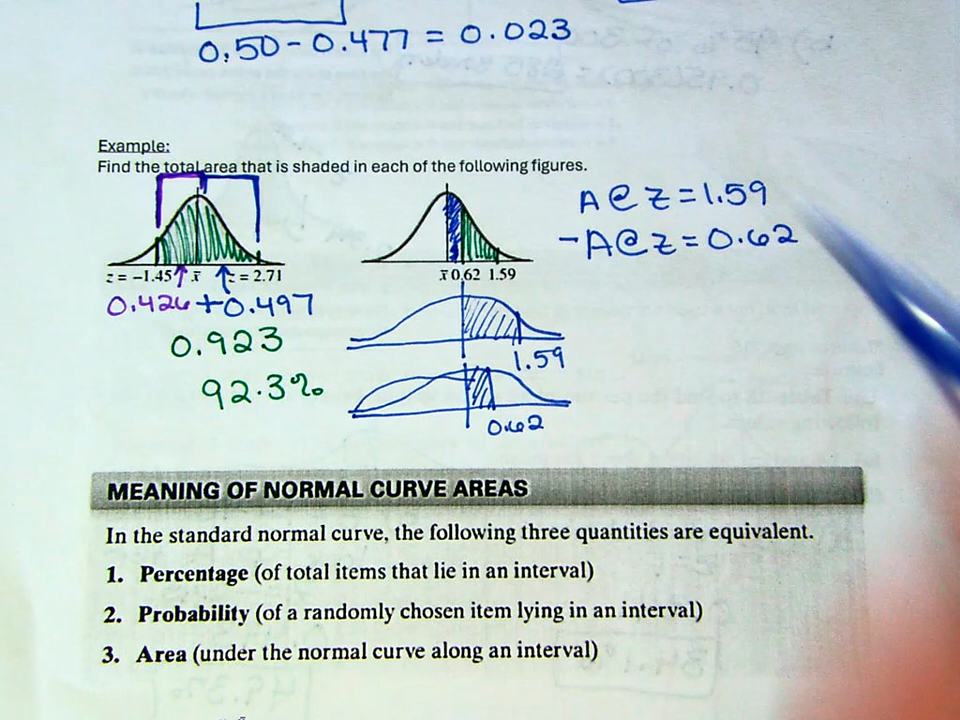 0.50 - 0.477 = 0.023
Example:
Find the total area that is shaded in each of the following figures.
A @ z = 1.59
- A @ z = 0.62
z = −1.45 x̄ z = 2.71
x̄ 0.62 1.59
0.426 + 0.497
0.923
92.3%
1.59
0.62
MEANING OF NORMAL CURVE AREAS
In the standard normal curve, the following three quantities are equivalent.
1. Percentage (of total items that lie in an interval)
2. Probability (of a randomly chosen item lying in an interval)
3. Area (under the normal curve along an interval)